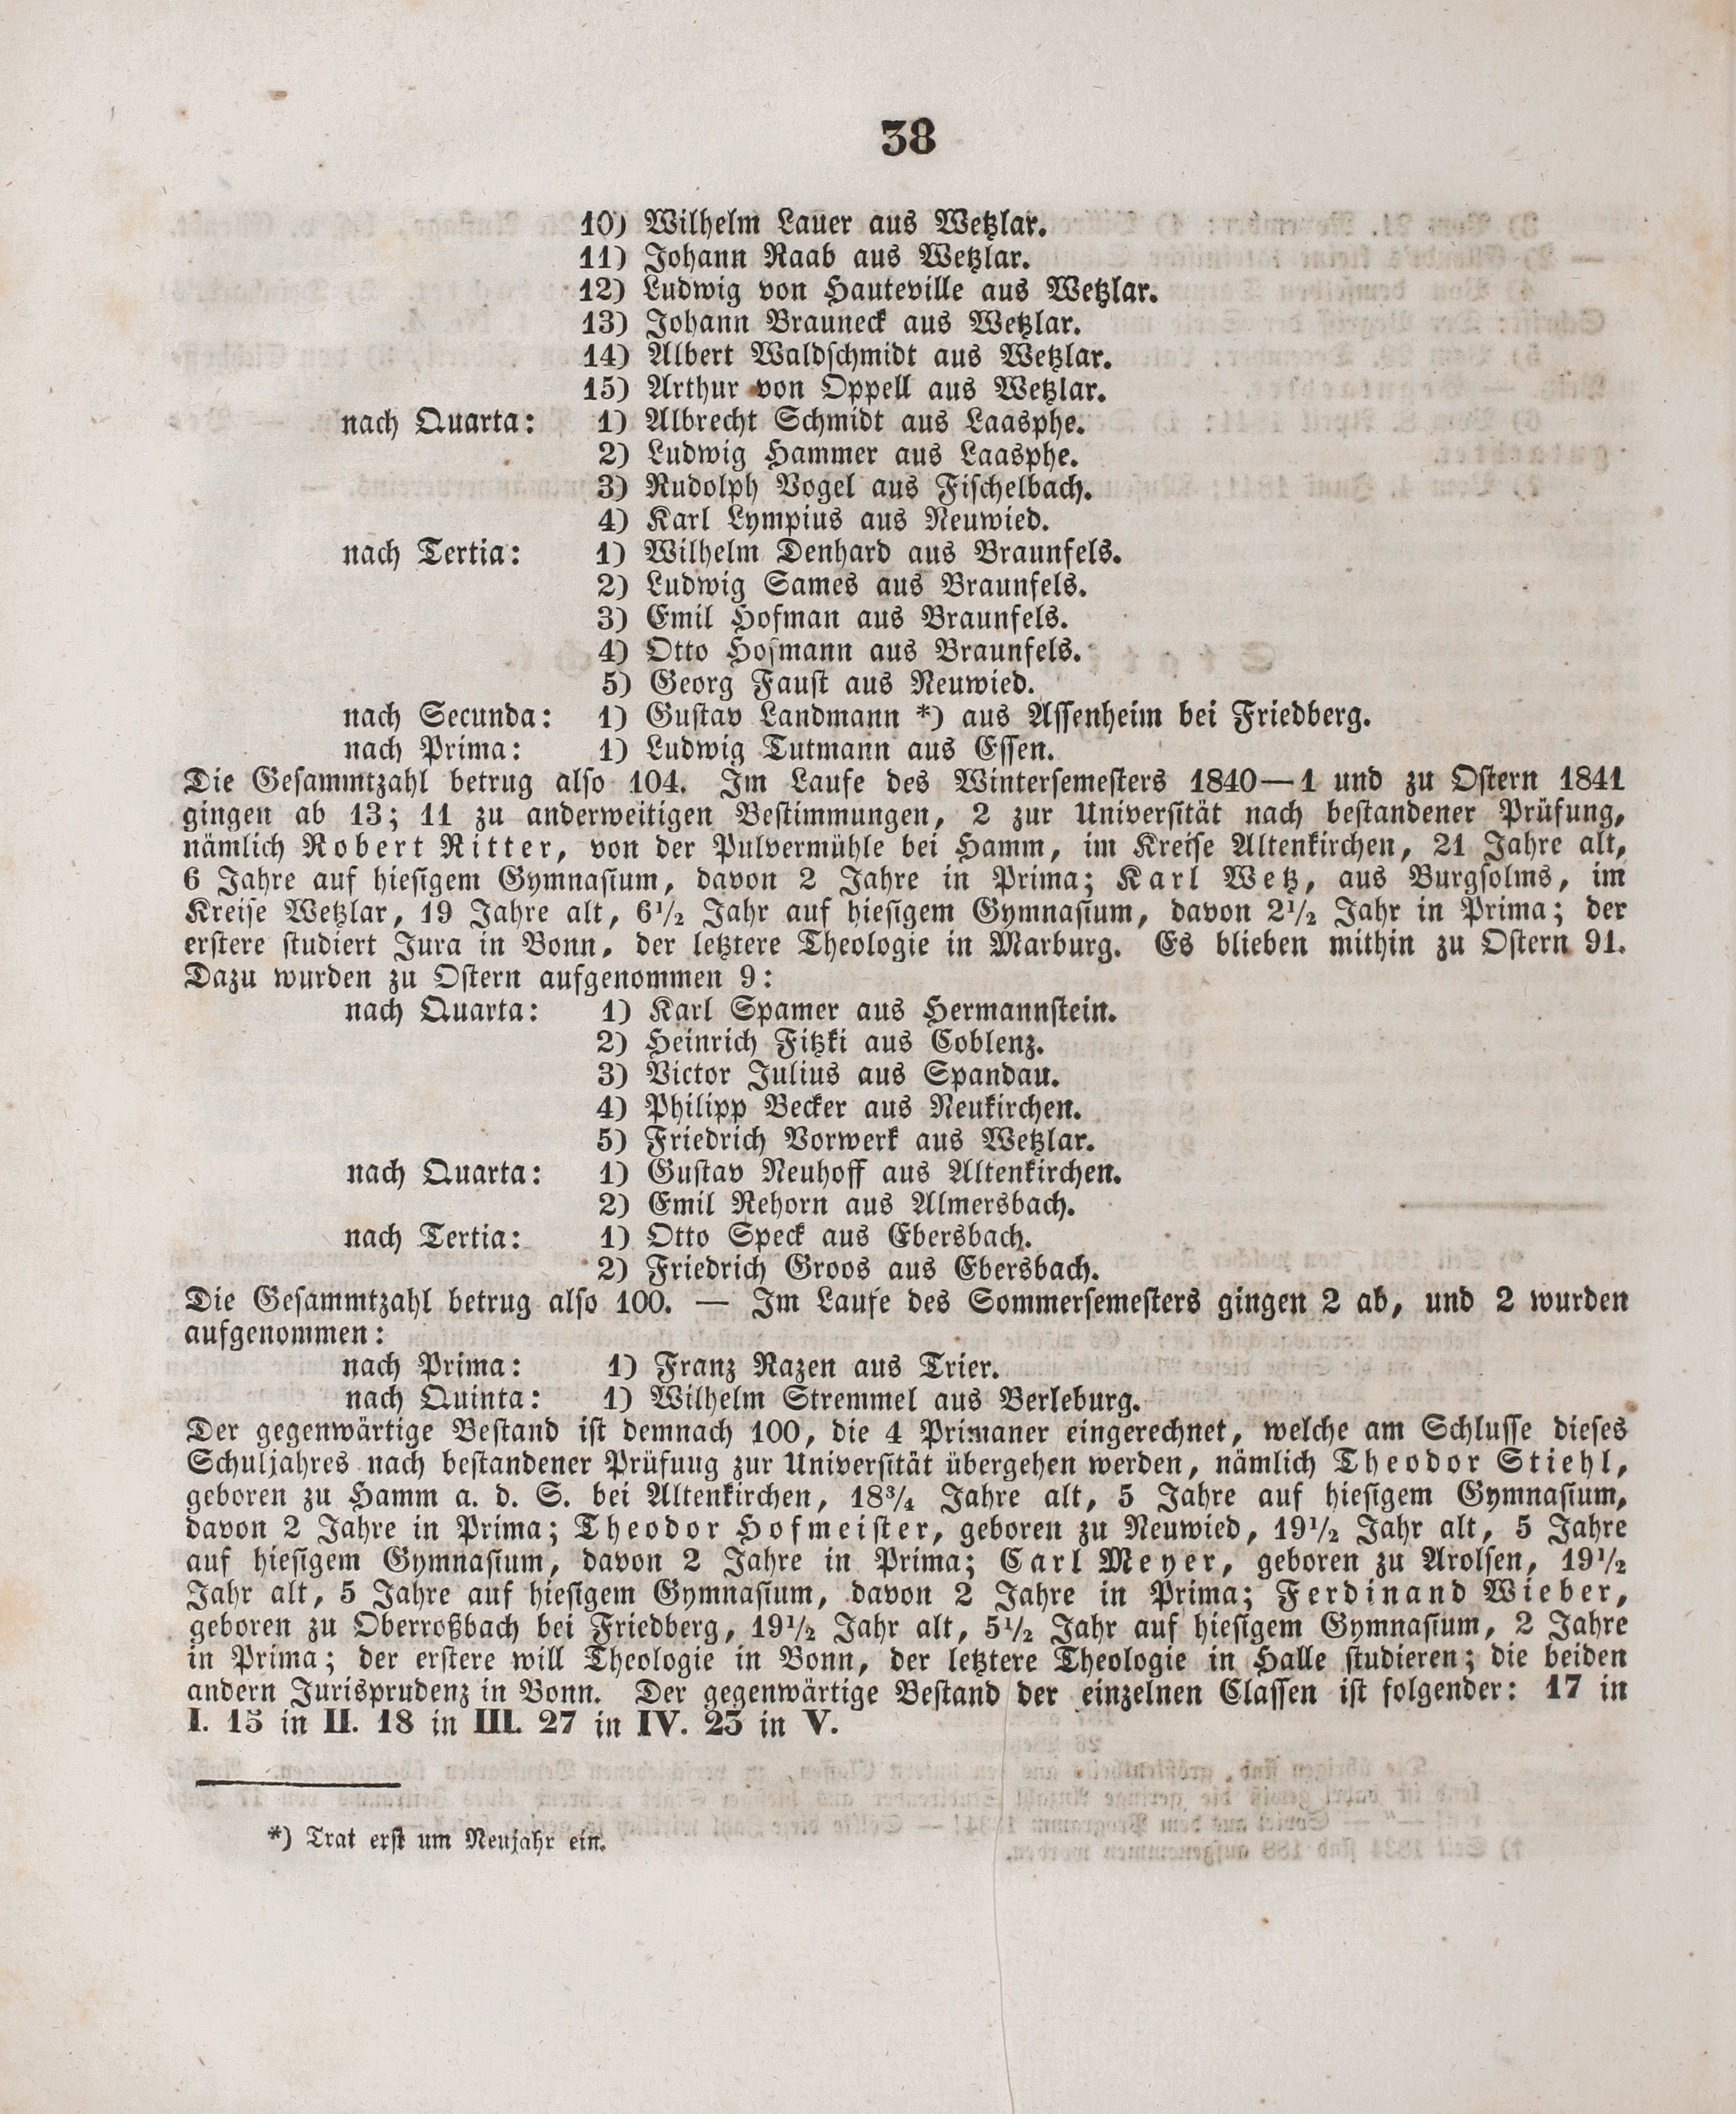 38
10) Wilhelm Lauer aus Wetzlar.
11) Johann Raab aus Wetzlar.
12) Ludwig von Hauteville aus Wetzlar.
13) Johann Brauneck aus Wetzlar.
14) Albert Waldschmidt aus Wetzlar.
15) Arthur von Oppell aus Wetzlar.
nach Quarta: 1) Albrecht Schmidt aus Laasphe.
2) Ludwig Hammer aus Laasphe.
3) Rudolph Vogel aus Fischelbach.
4) Karl Lympius aus Neuwied.
nach Tertia: 1) Wilhelm Denhard aus Braunfels.
2) Ludwig Sames aus Braunfels.
3) Emil Hofman aus Braunfels.
4) Otto Hofmann aus Braunfels.
5) Georg Faust aus Neuwied.
nach Secunda: 1) Gustav Landmann *) aus Assenheim bei Friedberg.
nach Prima: 1) Ludwig Tutmann aus Essen.
Die Gesammtzahl betrug also 104. Im Laufe des Wintersemesters 1840—1 und zu Ostern 1841
gingen ab 13; 11 zu anderweitigen Bestimmungen, 2 zur Universität nach bestandener Prüfung,
nämlich Robert Ritter, von der Pulvermühle bei Hamm, im Kreise Altenkirchen, 21 Jahre alt,
6 Jahre auf hiesigem Gymnasium, davon 2 Jahre in Prima; Karl Wetz, aus Burgsolms, im
Kreise Wetzlar, 19 Jahre alt, 6½ Jahr auf hiesigem Gymnasium, davon 2½ Jahr in Prima; der
erstere studiert Jura in Bonn, der letztere Theologie in Marburg. Es blieben mithin zu Ostern 91.
Dazu wurden zu Ostern aufgenommen 9:
nach Quarta: 1) Karl Spamer aus Hermannstein.
2) Heinrich Fitzki aus Coblenz.
3) Victor Julius aus Spandau.
4) Philipp Becker aus Neukirchen.
5) Friedrich Vorwerk aus Wetzlar.
nach Quarta: 1) Gustav Neuhoff aus Altenkirchen.
2) Emil Rehorn aus Almersbach.
nach Tertia: 1) Otto Speck aus Ebersbach.
2) Friedrich Groos aus Ebersbach.
Die Gesammtzahl betrug also 100. — Im Laufe des Sommersemesters gingen 2 ab, und 2 wurden
aufgenommen:
nach Prima: 1) Franz Razen aus Trier.
nach Quinta: 1) Wilhelm Stremmel aus Berleburg.
Der gegenwärtige Bestand ist demnach 100, die 4 Primaner eingerechnet, welche am Schlusse dieses
Schuljahres nach bestandener Prüfung zur Universität übergehen werden, nämlich Theodor Stiehl,
geboren zu Hamm a. d. S. bei Altenkirchen, 18¾ Jahre alt, 5 Jahre auf hiesigem Gymnasium,
davon 2 Jahre in Prima; Theodor Hofmeister, geboren zu Neuwied, 19½ Jahr alt, 5 Jahre
auf hiesigem Gymnasium, davon 2 Jahre in Prima; Carl Meyer, geboren zu Arolsen, 19½
Jahr alt, 5 Jahre auf hiesigem Gymnasium, davon 2 Jahre in Prima; Ferdinand Wieber,
geboren zu Oberroßbach bei Friedberg, 19½ Jahr alt, 5½ Jahr auf hiesigem Gymnasium, 2 Jahre
in Prima; der erstere will Theologie in Bonn, der letztere Theologie in Halle studieren; die beiden
andern Jurisprudenz in Bonn. Der gegenwärtige Bestand der einzelnen Classen ist folgender: 17 in
I. 15 in II. 18 in III. 27 in IV. 23 in V.
*) Trat erst um Neujahr ein.